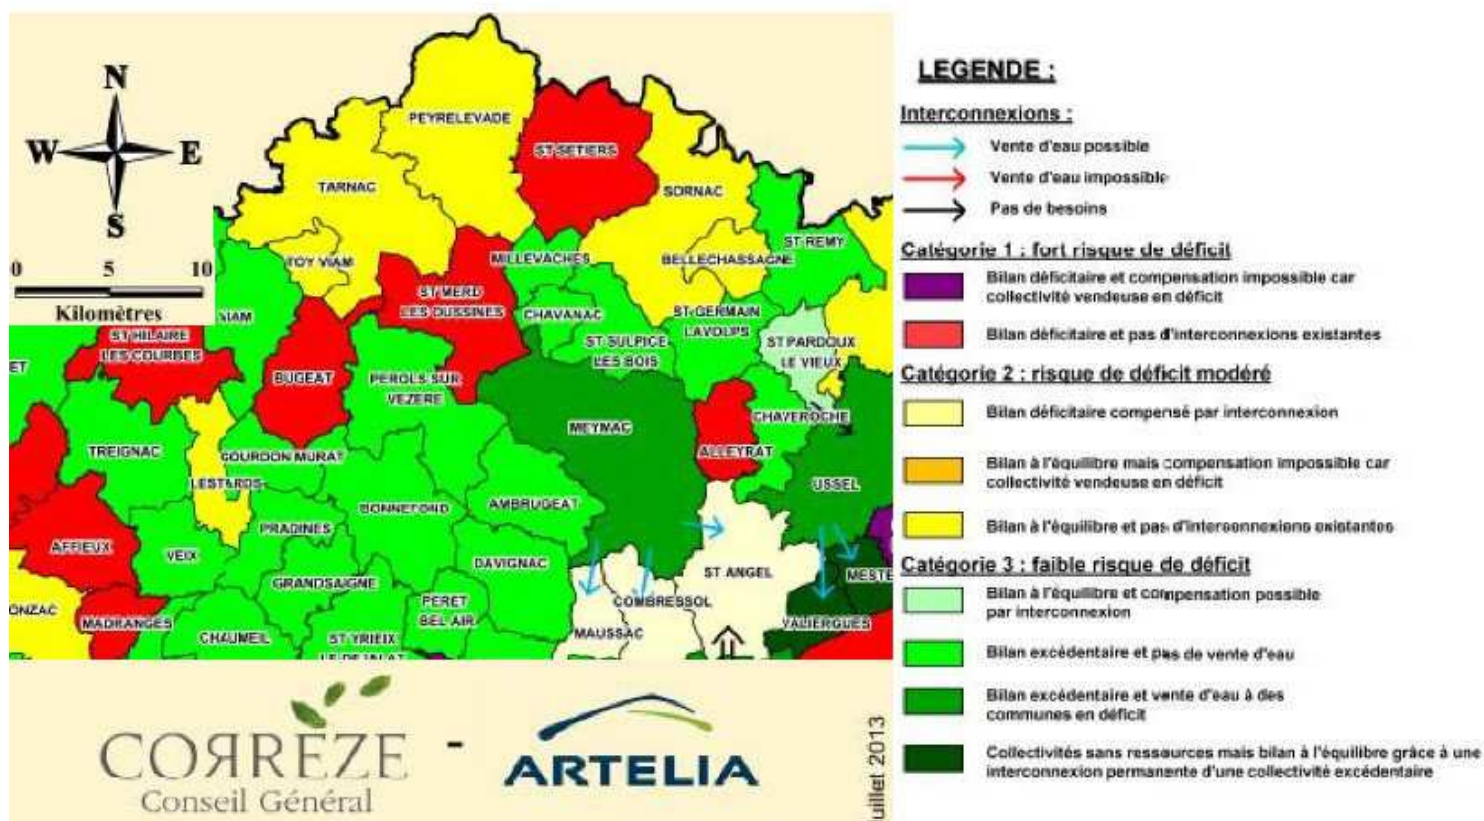 N
W
E
S
0 5 10
Kilomètres
PEYRELEVADE
ST SETIERS
TARNAC
SORNAC
ST REMY
TOY VIAM
MILLEVACHES
BELLECHASSAGNE
ST MERD
LES OUSSINES
CHAVANAC
ST GERMAIN
LAVOLPS
VIAM
ST HILAIRE
LES COURBES
ST SULPICE
LES BOIS
ST PARDOUX
LE VIEUX
ET
BUGEAT
PEROLS SUR
VEZERE
MEYMAC
CHAVEROCHE
TREIGNAC
GOURDON MURAT
ALLEYRAT
LESTARDS
USSEL
BONNEFOND
AMBRUGEAT
PRADINES
AFFIEUX
VEIX
DAVIGNAC
GRANDSAIGNE
ST ANGEL
MESTE
ONZAC
PERET
BEL AIR
COMBRESSOL
MADRANGES
CHAUMEIL
ST YRIEIX
LE DEJALAT
MAUSSAC
VALIERGUES
CORREZE
Conseil Général
-
ARTELIA
uillet 2013
LEGENDE :
Interconnexions :
Vente d'eau possible
Vente d'eau impossible
Pas de besoins
Catégorie 1 : fort risque de déficit
Bilan déficitaire et compensation impossible car
collectivité vendeuse en déficit
Bilan déficitaire et pas d'interconnexions existantes
Catégorie 2 : risque de déficit modéré
Bilan déficitaire compensé par interconnexion
Bilan à l'équilibre mais compensation impossible car
collectivité vendeuse en déficit
Bilan à l'équilibre et pas d'interconnexions existantes
Catégorie 3 : faible risque de déficit
Bilan à l'équilibre et compensation possible
par interconnexion
Bilan excédentaire et pas de vente d'eau
Bilan excédentaire et vente d'eau à des
communes en déficit
Collectivités sans ressources mais bilan à l'équilibre grâce à une
interconnexion permanente d'une collectivité excédentaire